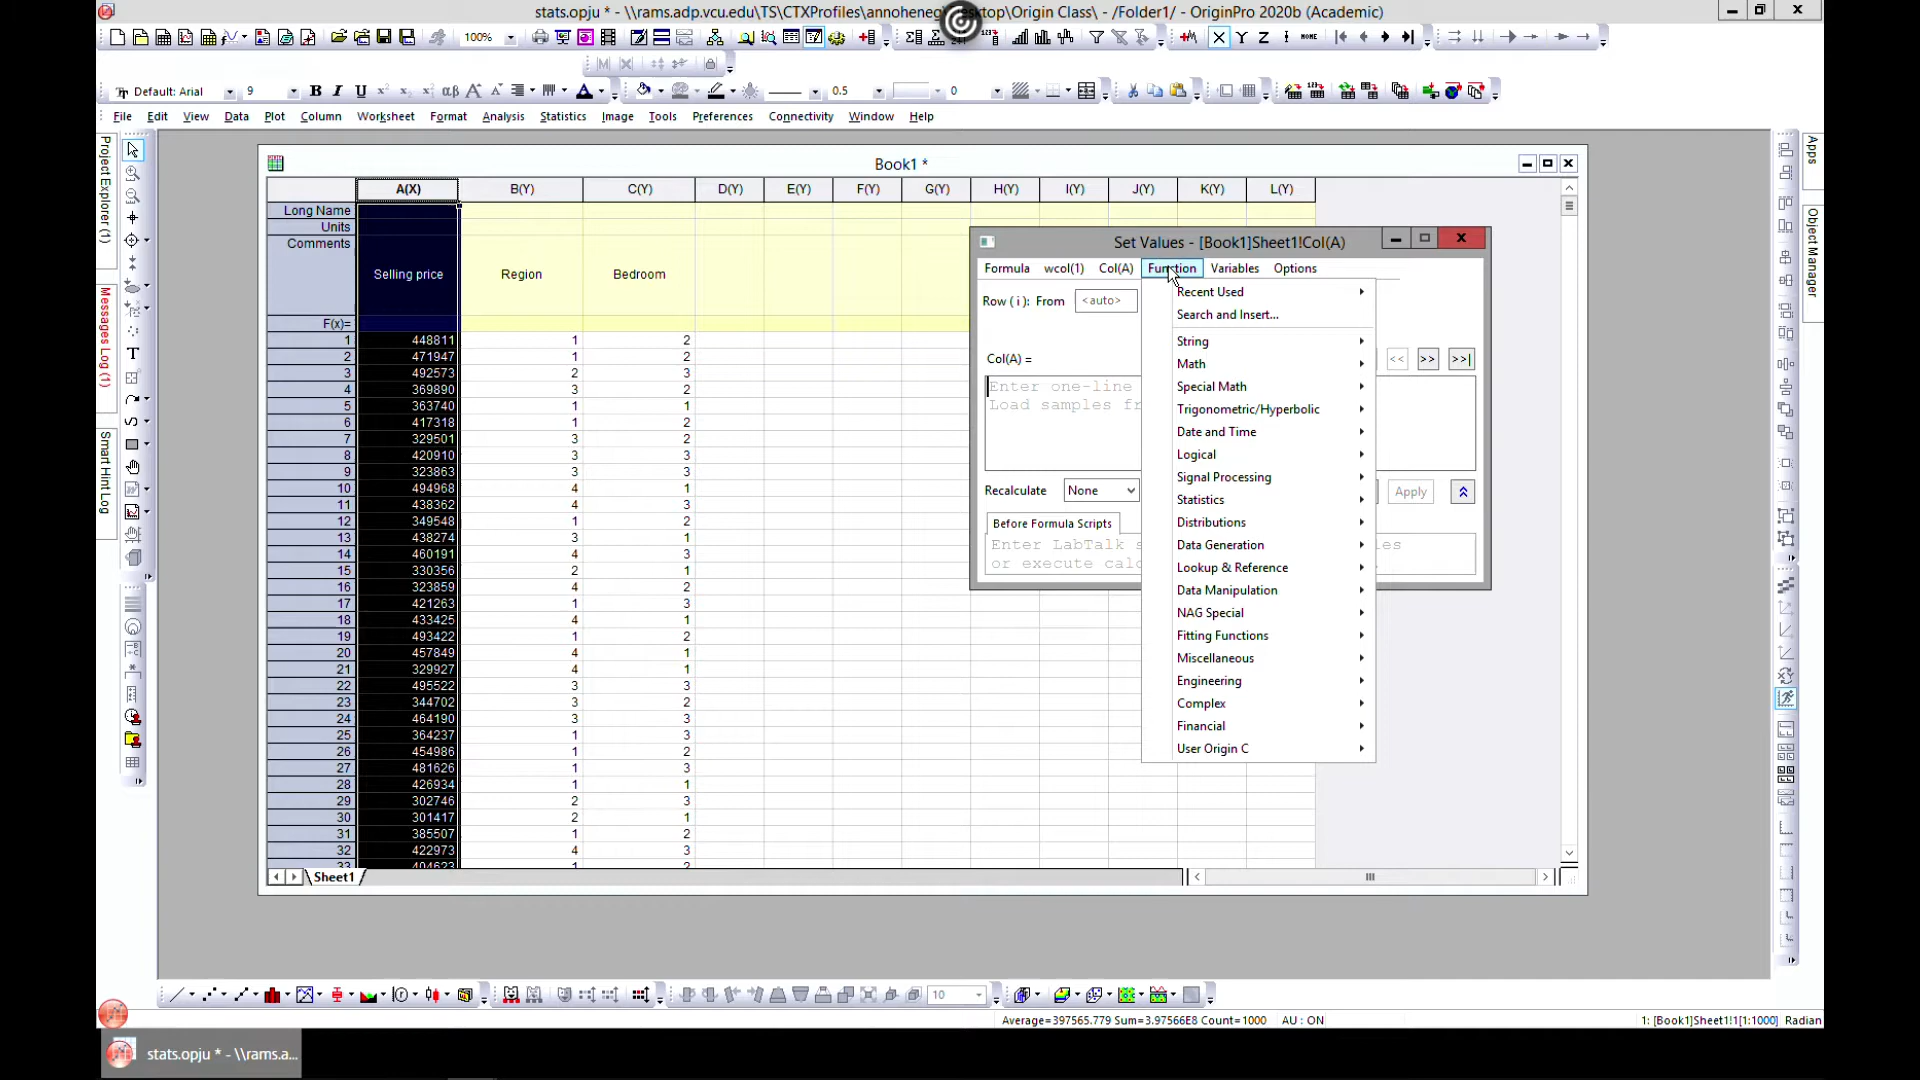 stats.opju * - \\rams.adp.vcu.edu\TS\CTXProfiles\annoheneg\Desktop\Origin Class\ - /Folder1/ - OriginPro 2020b (Academic)
100%
Default: Arial 9 B I U αβ A 0.5 0
File Edit View Data Plot Column Worksheet Format Analysis Statistics Image Tools Preferences Connectivity Window Help
Project Explorer (1)
Messages Log (1)
Smart Hint Log
Apps
Object Manager
Book1 *
A(X) B(Y) C(Y) D(Y) E(Y) F(Y) G(Y) H(Y) I(Y) J(Y) K(Y) L(Y)
Long Name
Units
Comments Selling price Region Bedroom
F(x)=
1 448811 1 2
2 471947 1 2
3 492573 2 3
4 369890 3 2
5 363740 1 1
6 417318 1 2
7 329501 3 2
8 420910 3 3
9 323863 3 3
10 494968 4 1
11 438362 4 3
12 349548 1 2
13 438274 3 1
14 460191 4 3
15 330356 2 1
16 323859 4 2
17 421263 1 3
18 433425 4 1
19 493422 1 2
20 457849 4 1
21 329927 4 1
22 495522 3 3
23 344702 3 2
24 464190 3 3
25 364237 1 3
26 454986 1 2
27 481626 1 3
28 426934 1 1
29 302746 2 3
30 301417 2 1
31 385507 1 2
32 422973 4 3
33 404623 1 2
Sheet1
Set Values - [Book1]Sheet1!Col(A)
Formula wcol(1) Col(A) Function Variables Options
Row (i): From <auto>
Col(A) =
<< >> >>|
Enter one-line
Load samples fr
Recalculate None Apply
Before Formula Scripts
Enter LabTalk s es
or execute calc .
Recent Used
Search and Insert...
String
Math
Special Math
Trigonometric/Hyperbolic
Date and Time
Logical
Signal Processing
Statistics
Distributions
Data Generation
Lookup & Reference
Data Manipulation
NAG Special
Fitting Functions
Miscellaneous
Engineering
Complex
Financial
User Origin C
10
Average=397565.779 Sum=3.97566E8 Count=1000 AU : ON 1: [Book1]Sheet1!1[1:1000] Radian
stats.opju * - \\rams.a...